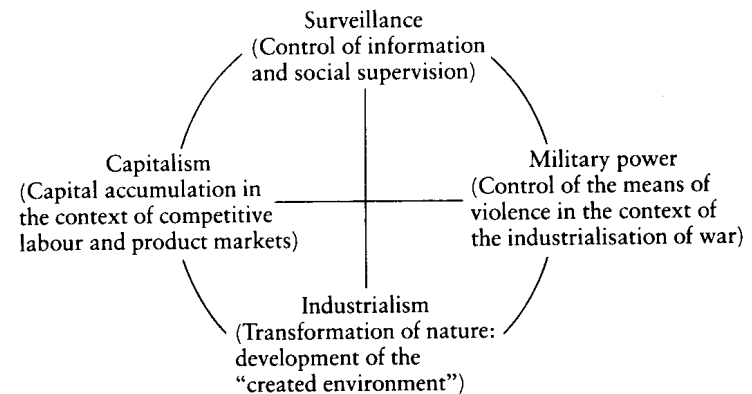 Surveillance
(Control of information
and social supervision)
Capitalism
(Capital accumulation in
the context of competitive
labour and product markets)
Military power
(Control of the means of
violence in the context of
the industrialisation of war)
Industrialism
(Transformation of nature:
development of the
“created environment”)